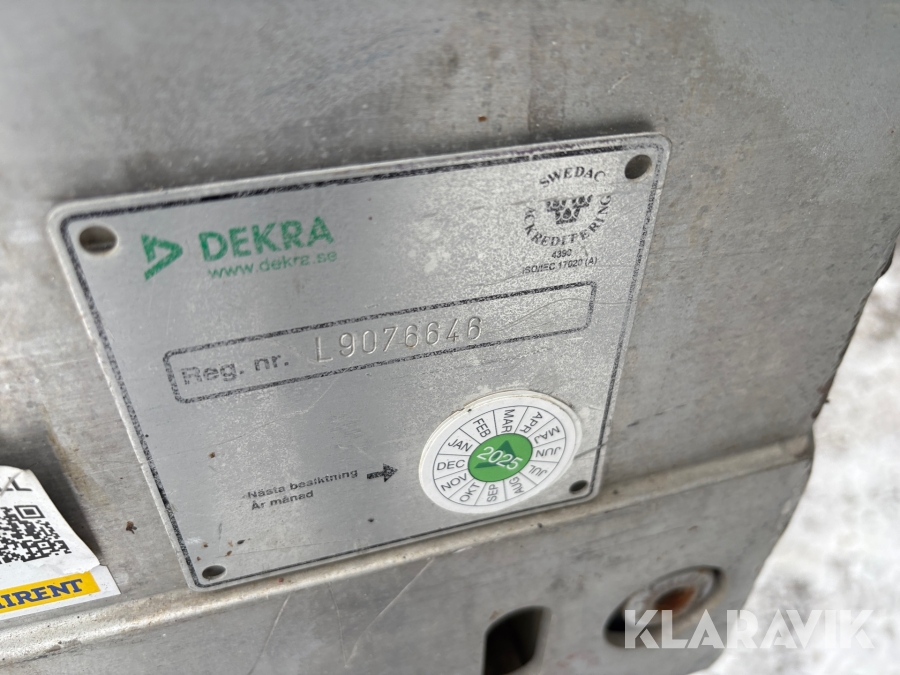 DEKRA
www.dekra.se
SWEDAC
ACKREDITERING
4390
ISO/IEC 17020 (A)
Reg. nr. L9076646
Nästa besiktning
År månad
JAN FEB MAR APR MAJ JUN JUL AUG SEP OKT NOV DEC
2025
KLARAVIK